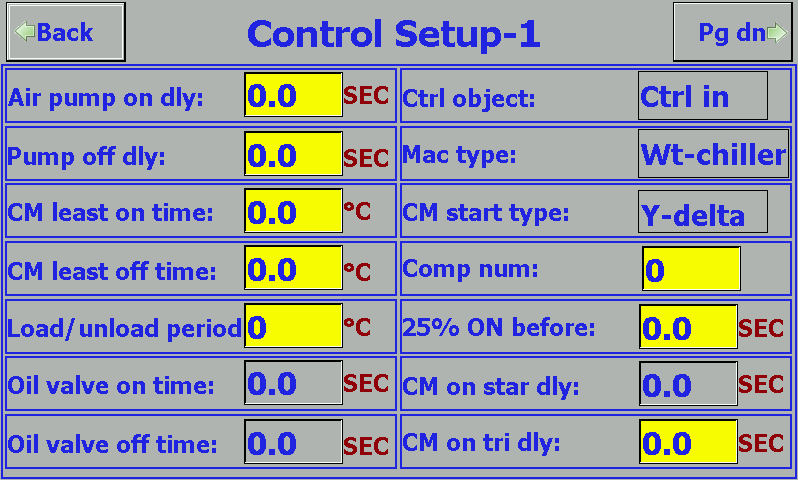 Back Control Setup-1 Pg dn
Air pump on dly: 0.0 SEC Ctrl object: Ctrl in
Pump off dly: 0.0 SEC Mac type: Wt-chiller
CM least on time: 0.0 °C CM start type: Y-delta
CM least off time: 0.0 °C Comp num: 0
Load/unload period 0 °C 25% ON before: 0.0 SEC
Oil valve on time: 0.0 SEC CM on star dly: 0.0 SEC
Oil valve off time: 0.0 SEC CM on tri dly: 0.0 SEC